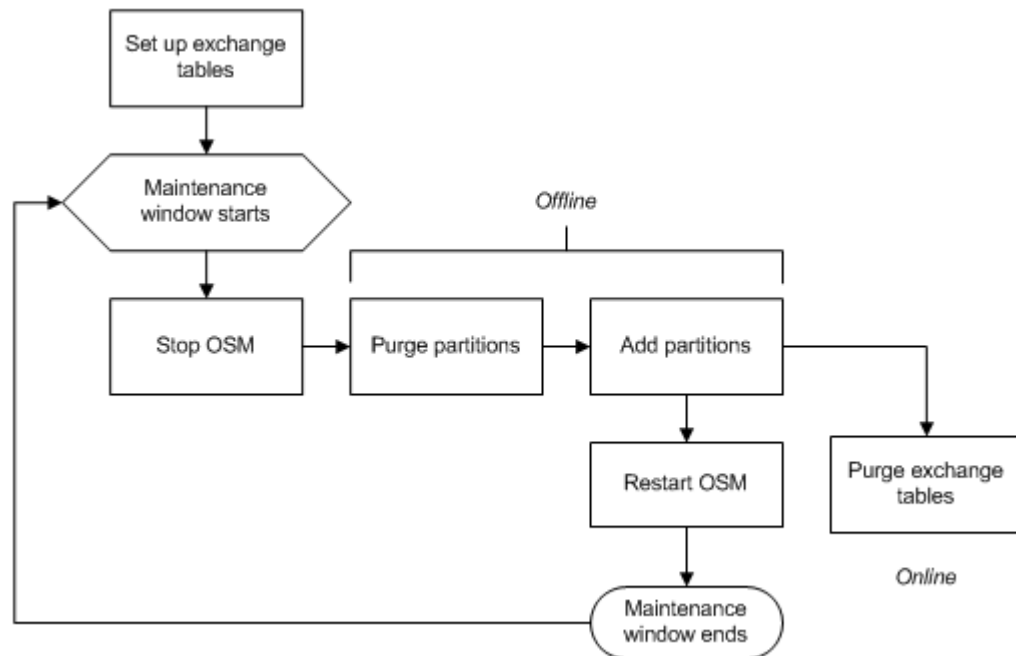 Set up exchange
tables
Maintenance
window starts
Offline
Stop OSM
Purge partitions
Add partitions
Restart OSM
Purge exchange
tables
Online
Maintenance
window ends